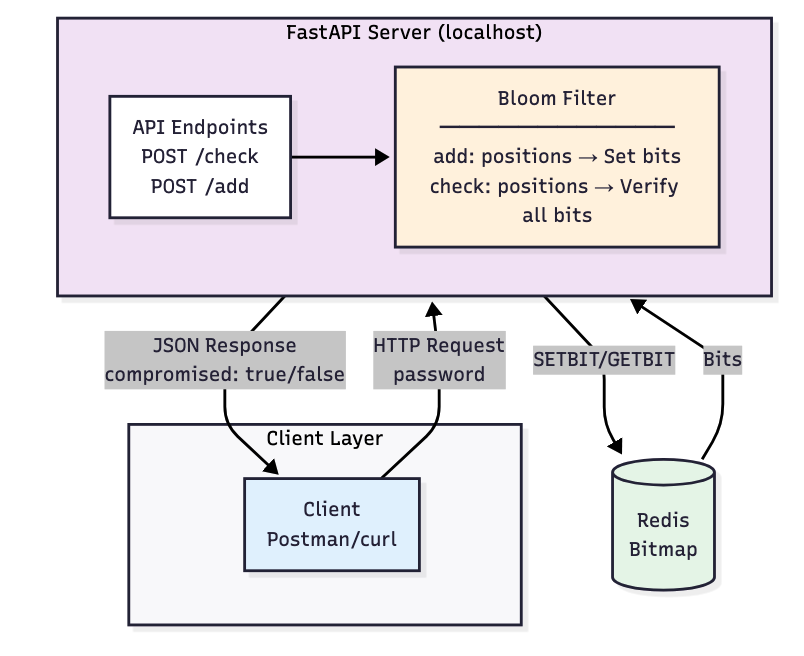 FastAPI Server (localhost)
API Endpoints
POST /check
POST /add
Bloom Filter
add: positions → Set bits
check: positions → Verify
all bits
JSON Response
compromised: true/false
HTTP Request
password
SETBIT/GETBIT
Bits
Client Layer
Client
Postman/curl
Redis
Bitmap